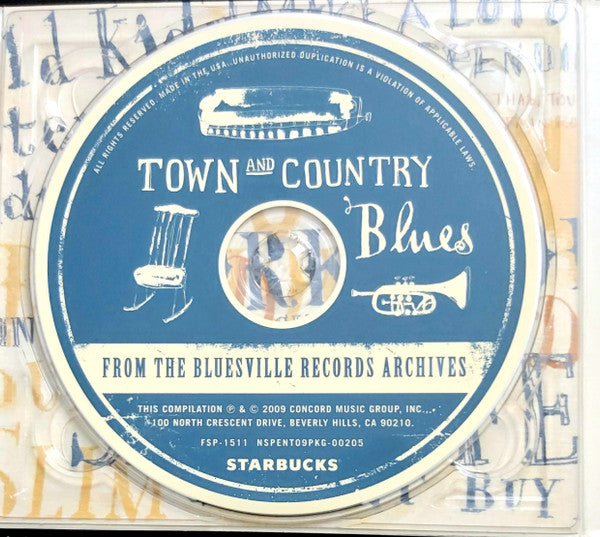 ALL RIGHTS RESERVED. MADE IN THE USA. UNAUTHORIZED DUPLICATION IS A VIOLATION OF APPLICABLE LAWS.
TOWN AND COUNTRY
Blues
FROM THE BLUESVILLE RECORDS ARCHIVES
THIS COMPILATION ℗ & © 2009 CONCORD MUSIC GROUP, INC.,
100 NORTH CRESCENT DRIVE, BEVERLY HILLS, CA 90210.
FSP-1511 NSPENT09PKG-00205
STARBUCKS
SLIM
BUY